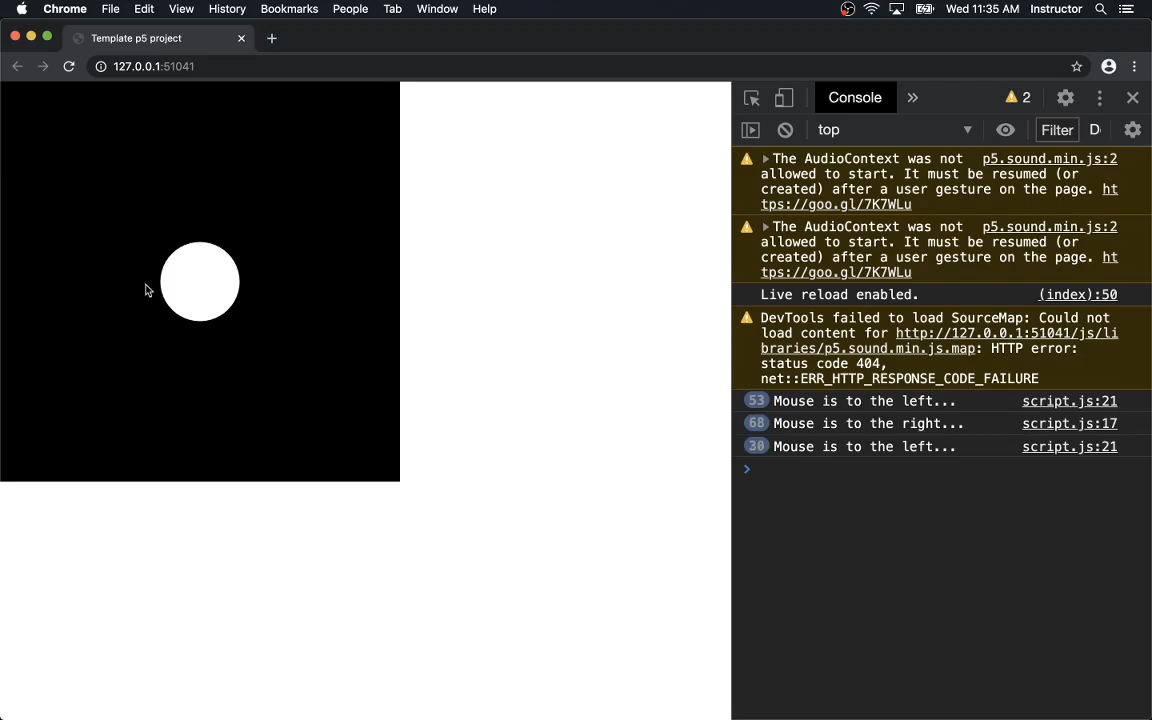 Chrome File Edit View History Bookmarks People Tab Window Help Wed 11:35 AM Instructor
Template p5 project
127.0.0.1:51041
Console 2
top Filter D
The AudioContext was not p5.sound.min.js:2
allowed to start. It must be resumed (or
created) after a user gesture on the page. ht
tps://goo.gl/7K7WLu
The AudioContext was not p5.sound.min.js:2
allowed to start. It must be resumed (or
created) after a user gesture on the page. ht
tps://goo.gl/7K7WLu
Live reload enabled. (index):50
DevTools failed to load SourceMap: Could not
load content for http://127.0.0.1:51041/js/li
braries/p5.sound.min.js.map: HTTP error:
status code 404,
net::ERR_HTTP_RESPONSE_CODE_FAILURE
53 Mouse is to the left... script.js:21
68 Mouse is to the right... script.js:17
30 Mouse is to the left... script.js:21